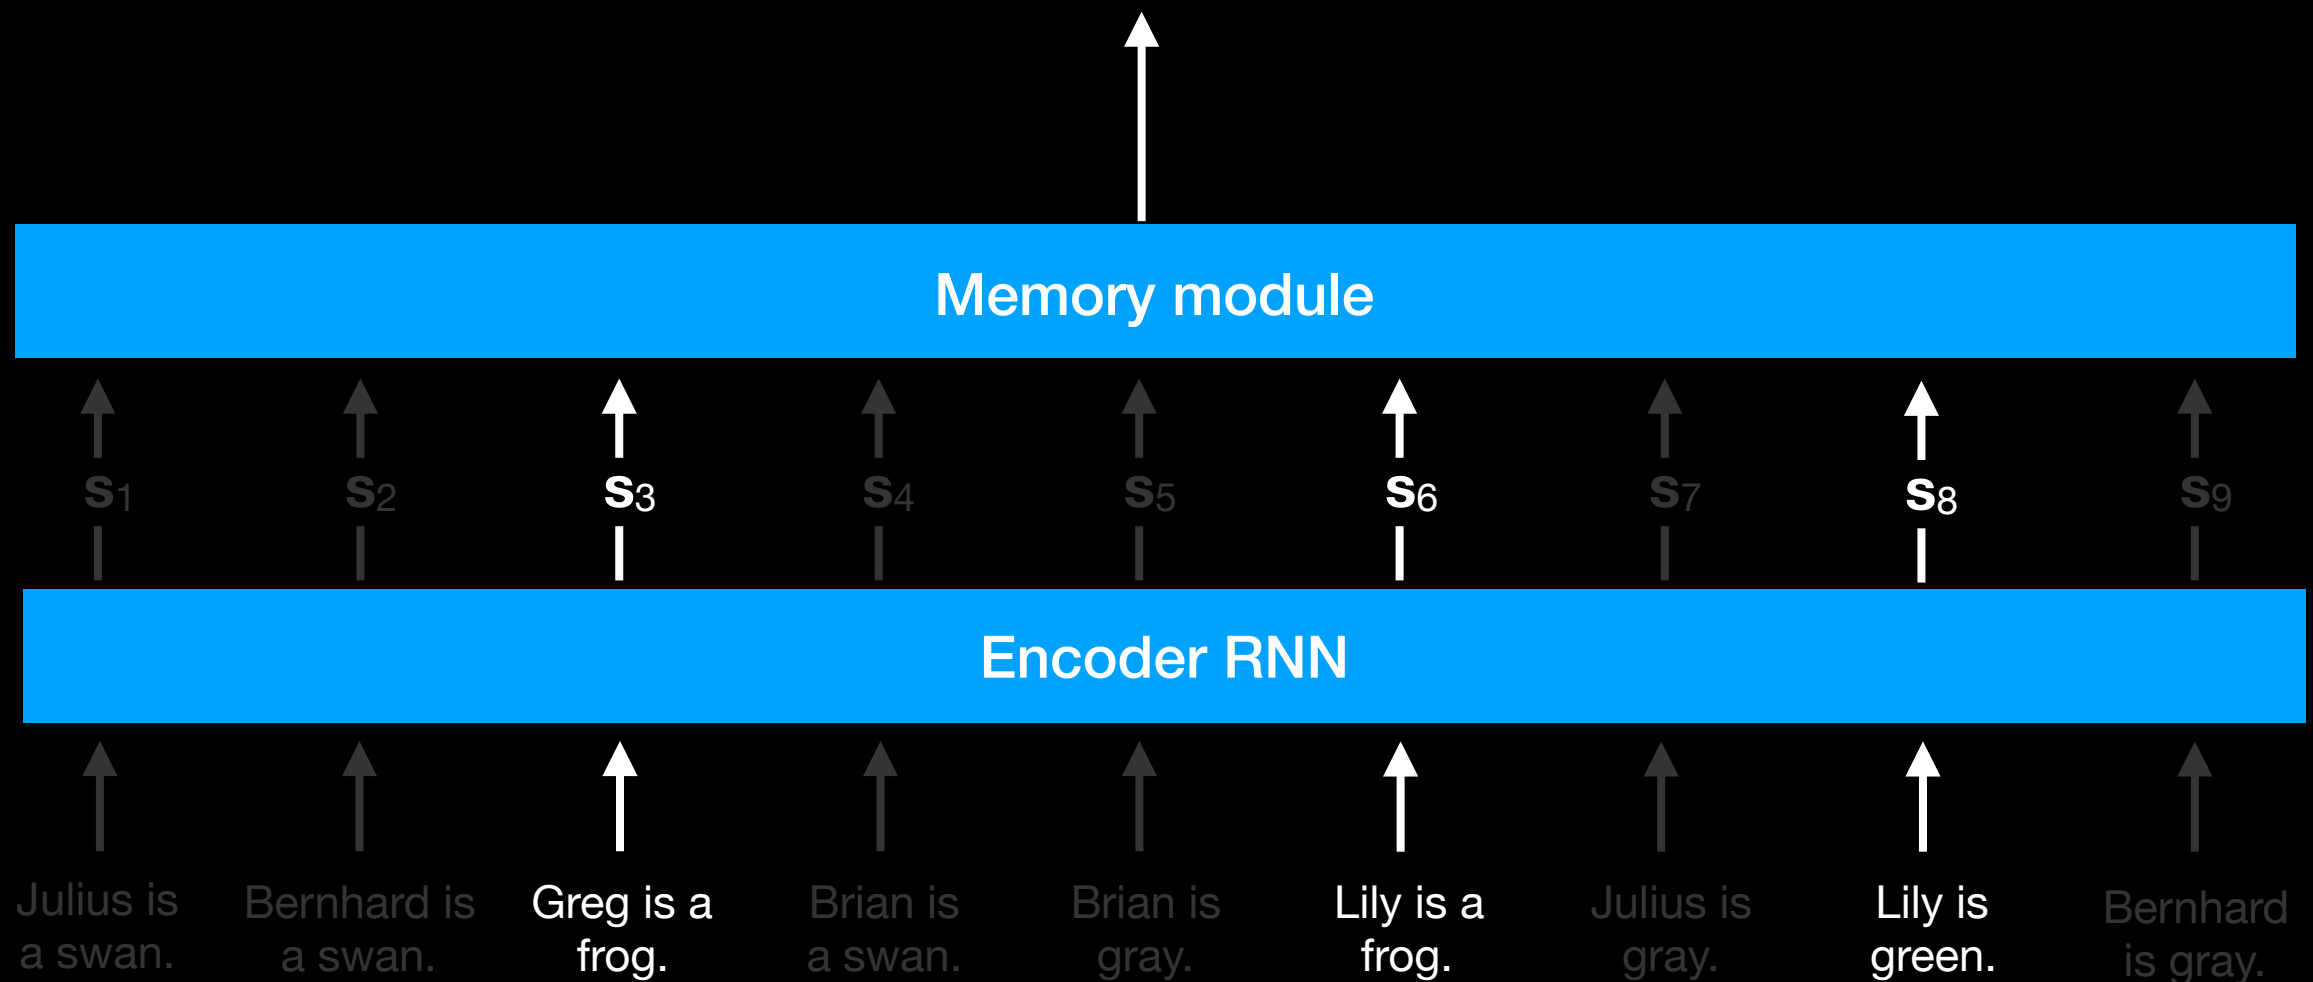 Memory module
s1 s2 s3 s4 s5 s6 s7 s8 s9
Encoder RNN
Julius is
a swan.
Bernhard is
a swan.
Greg is a
frog.
Brian is
a swan.
Brian is
gray.
Lily is a
frog.
Julius is
gray.
Lily is
green.
Bernhard
is gray.